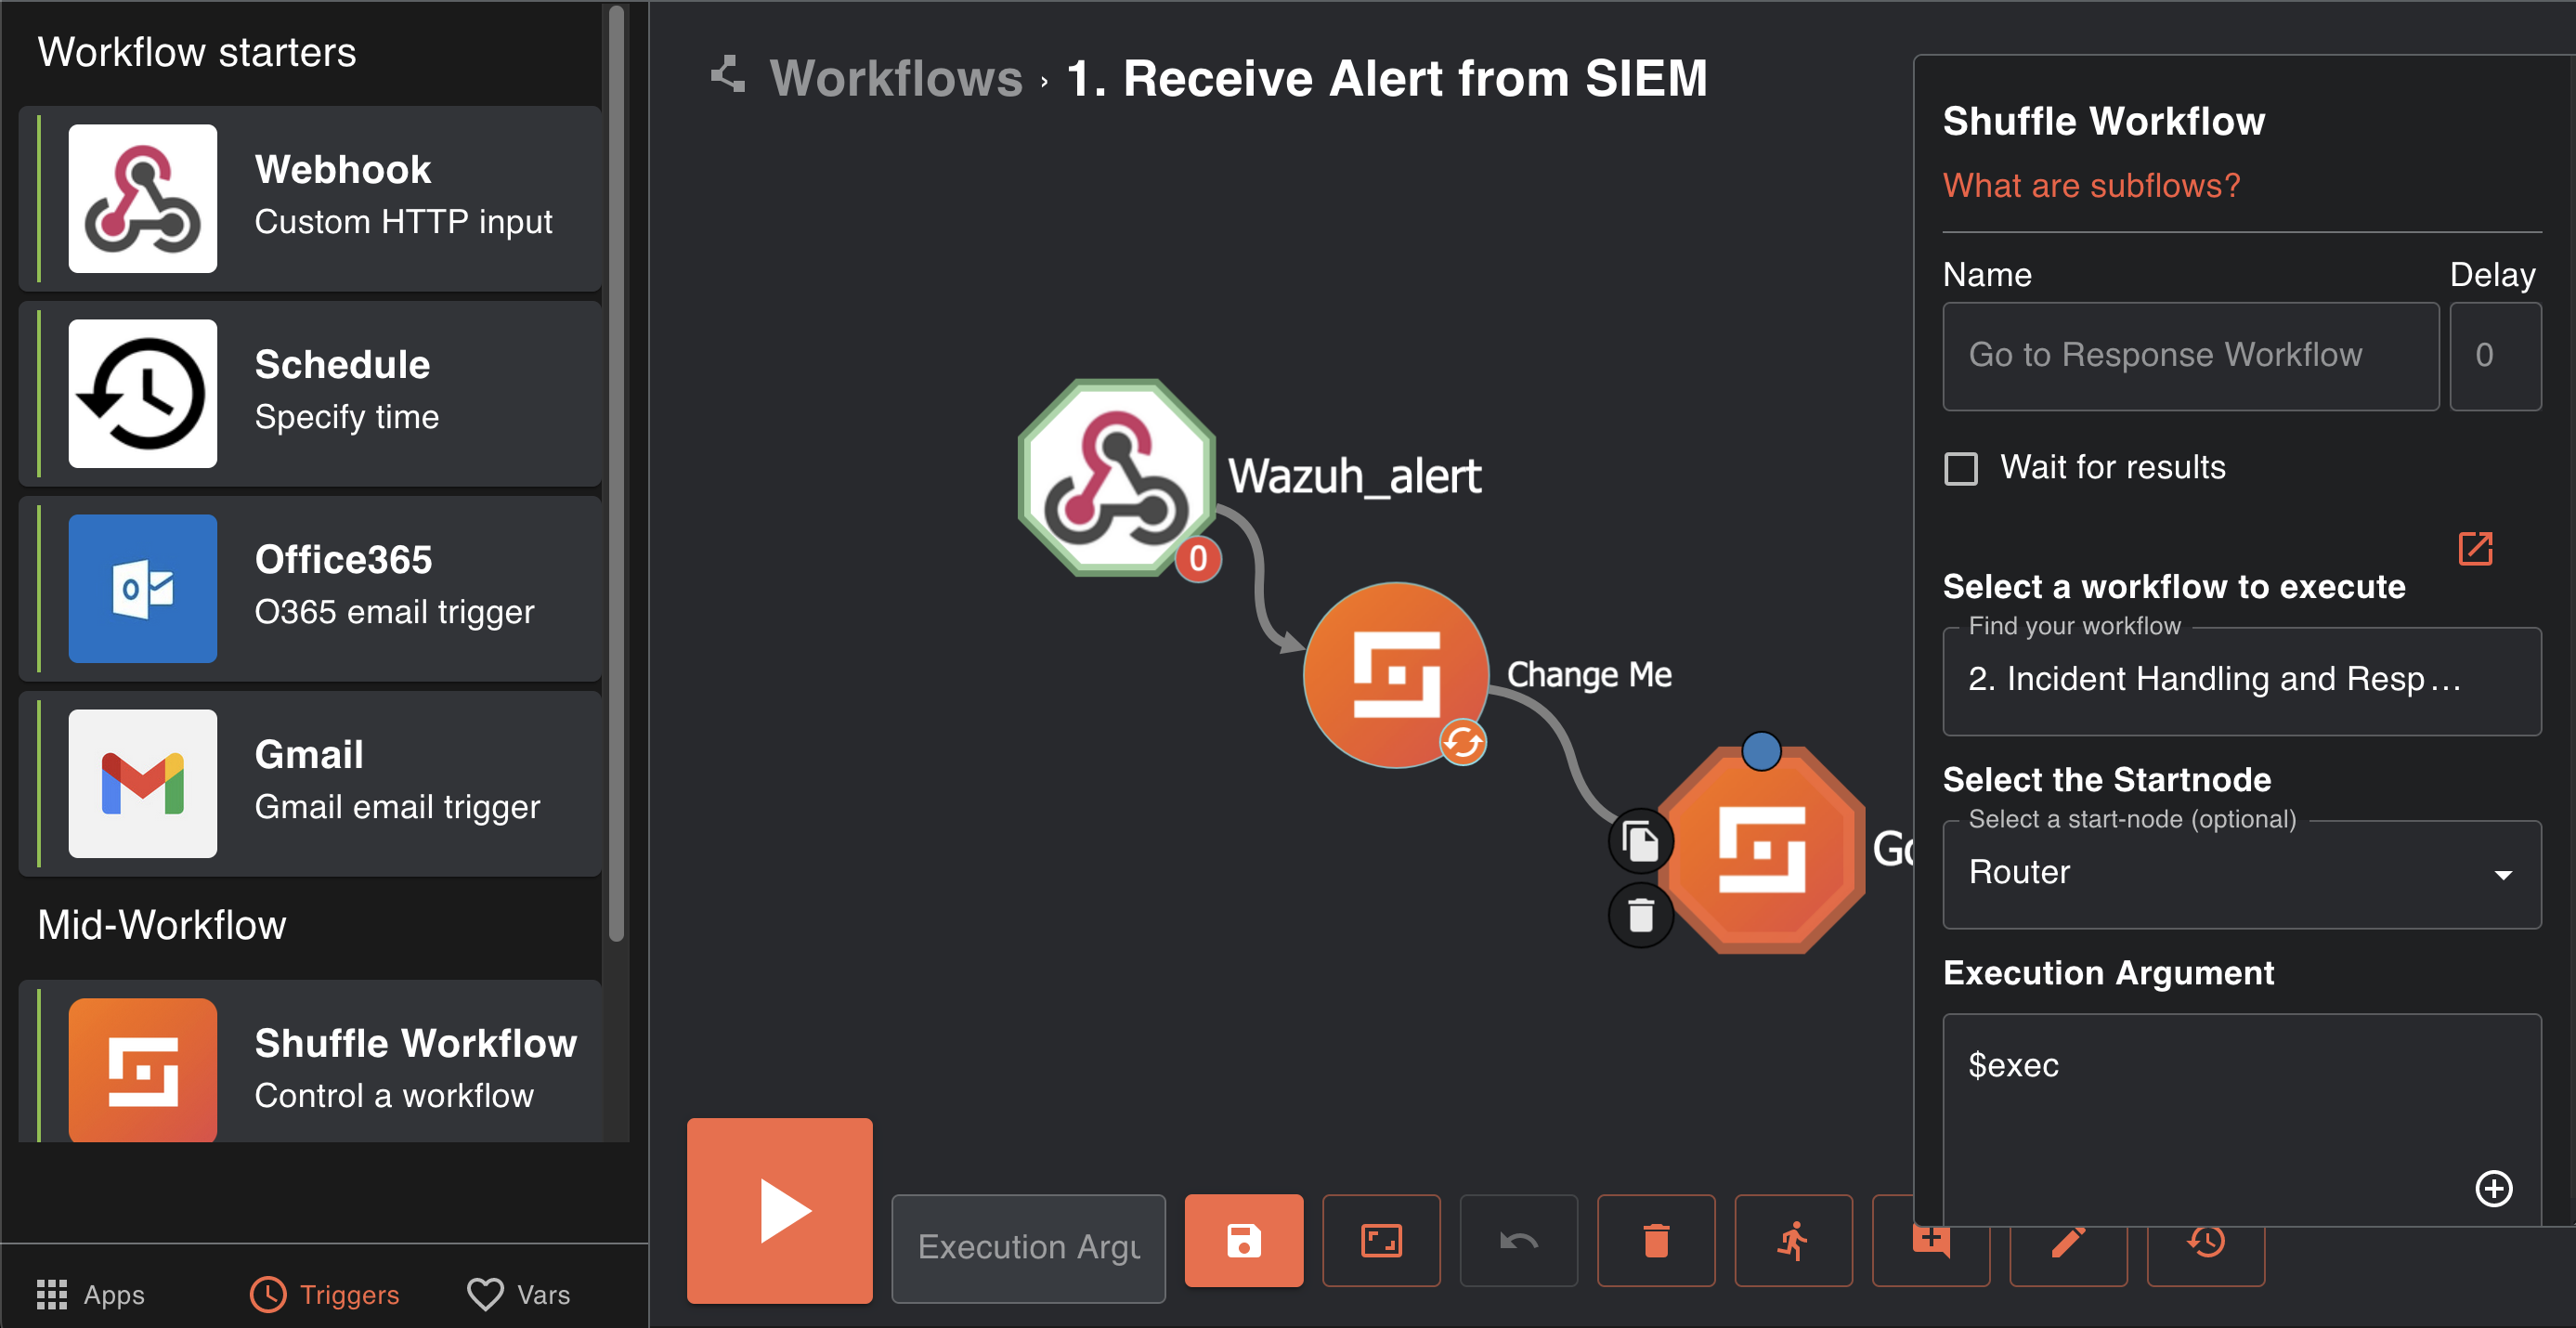 Workflow starters
Webhook
Custom HTTP input
Schedule
Specify time
Office365
O365 email trigger
Gmail
Gmail email trigger
Mid-Workflow
Shuffle Workflow
Control a workflow
Apps
Triggers
Vars
Workflows › 1. Receive Alert from SIEM
Wazuh_alert
0
Change Me
Go
Execution Argu
Shuffle Workflow
What are subflows?
Name
Delay
Go to Response Workflow
0
Wait for results
Select a workflow to execute
Find your workflow
2. Incident Handling and Resp...
Select the Startnode
Select a start-node (optional)
Router
Execution Argument
$exec